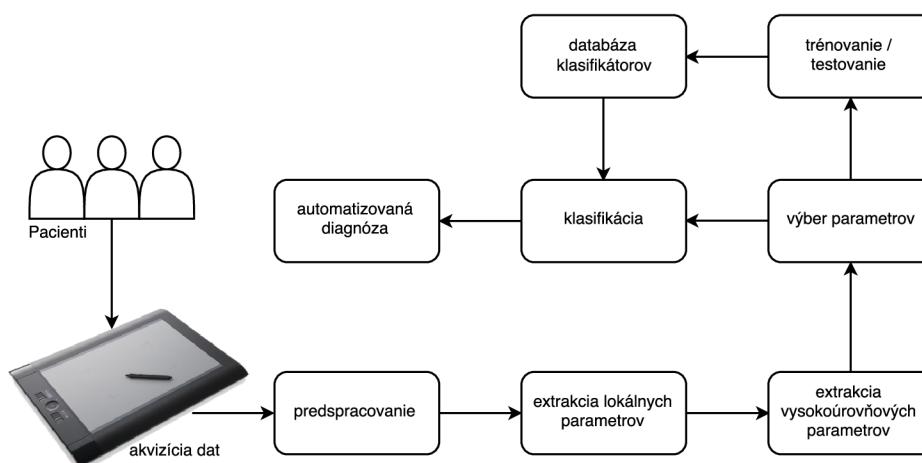 databáza
klasifikátorov
trénovanie /
testovanie
automatizovaná
diagnóza
klasifikácia
výber parametrov
Pacienti
predspracovanie
extrakcia lokálnych
parametrov
extrakcia
vysokoúrovňových
parametrov
akvizícia dat